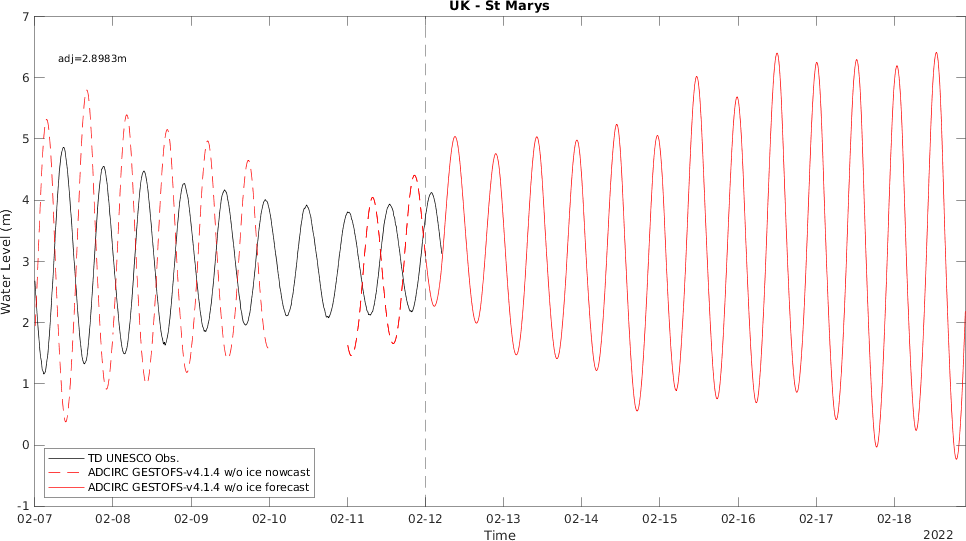 UK - St Marys
adj=2.8983m
7
6
5
4
3
2
1
0
-1
Water Level (m)
TD UNESCO Obs.
ADCIRC GESTOFS-v4.1.4 w/o ice nowcast
ADCIRC GESTOFS-v4.1.4 w/o ice forecast
02-07 02-08 02-09 02-10 02-11 02-12 02-13 02-14 02-15 02-16 02-17 02-18
Time
2022